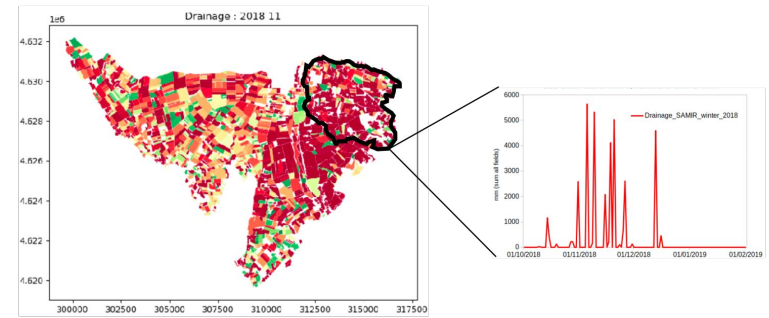 Drainage : 2018 11
1e6
4.632
4.630
4.628
4.626
4.624
4.622
4.620
300000 302500 305000 307500 310000 312500 315000 317500
6000
5000
4000
3000
2000
1000
0
mm (sum all fields)
Drainage_SAMIR_winter_2018
01/10/2018 01/11/2018 01/12/2018 01/01/2019 01/02/2019